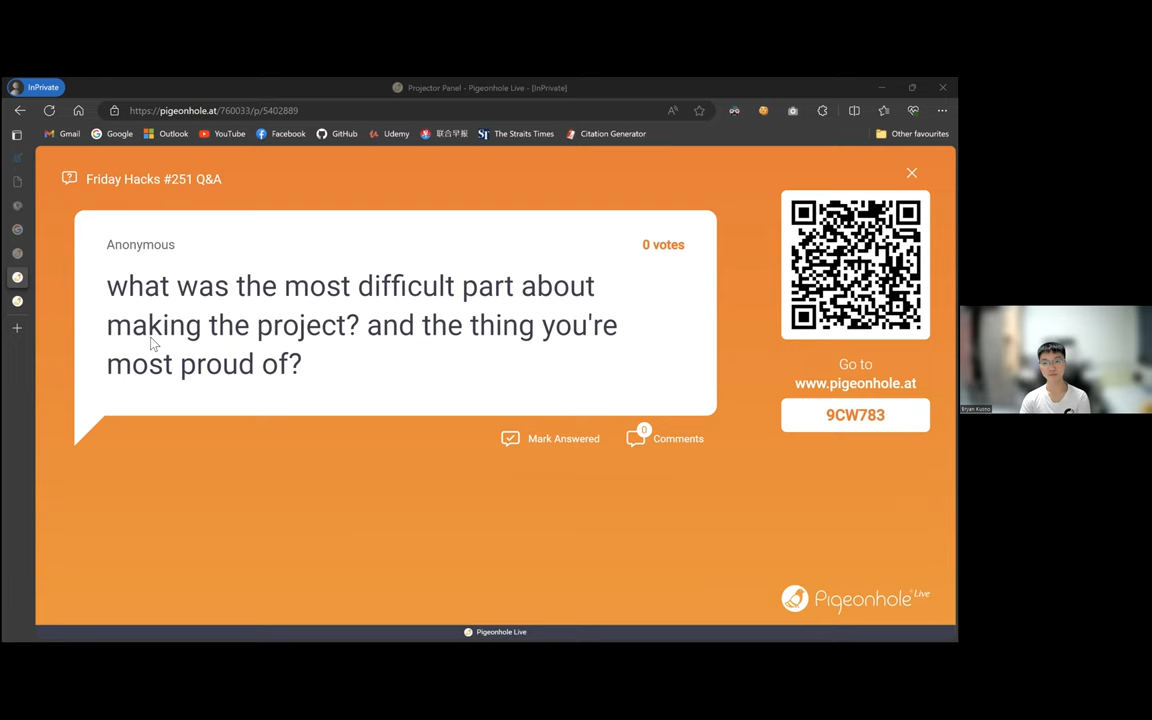 InPrivate
Projector Panel - Pigeonhole Live - [InPrivate]
https://pigeonhole.at/760033/p/5402889
Gmail Google Outlook YouTube Facebook GitHub Udemy 联合早报 The Straits Times Citation Generator Other favourites
Friday Hacks #251 Q&A
Anonymous
0 votes
what was the most difficult part about
making the project? and the thing you're
most proud of?
Mark Answered
0
Comments
Go to
www.pigeonhole.at
9CW783
Pigeonhole Live
Pigeonhole Live
Bryan Kusno